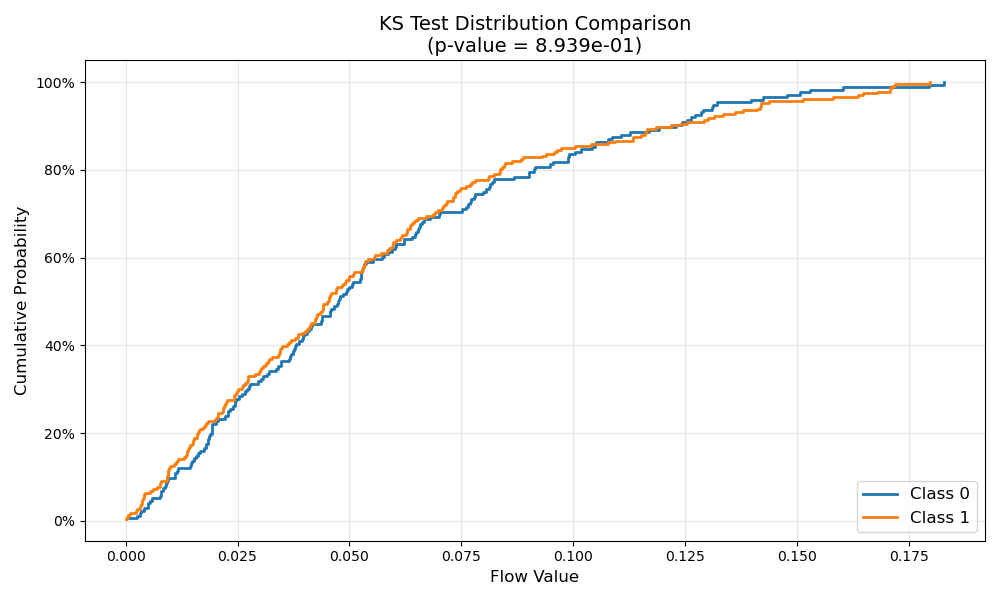 KS Test Distribution Comparison
(p-value = 8.939e-01)
Cumulative Probability
100%
80%
60%
40%
20%
0%
0.000 0.025 0.050 0.075 0.100 0.125 0.150 0.175
Flow Value
Class 0
Class 1